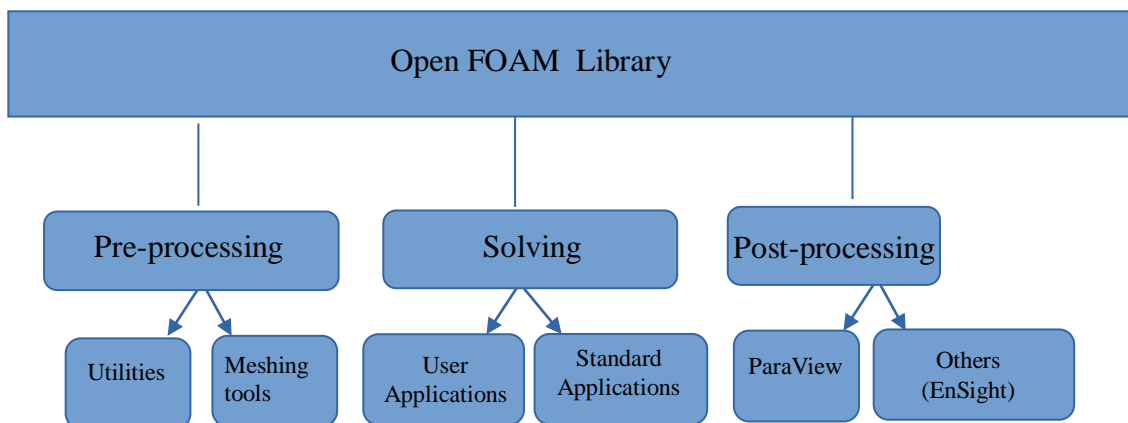 Open FOAM Library
Pre-processing
Solving
Post-processing
Utilities
Meshing
tools
User
Applications
Standard
Applications
ParaView
Others
(EnSight)